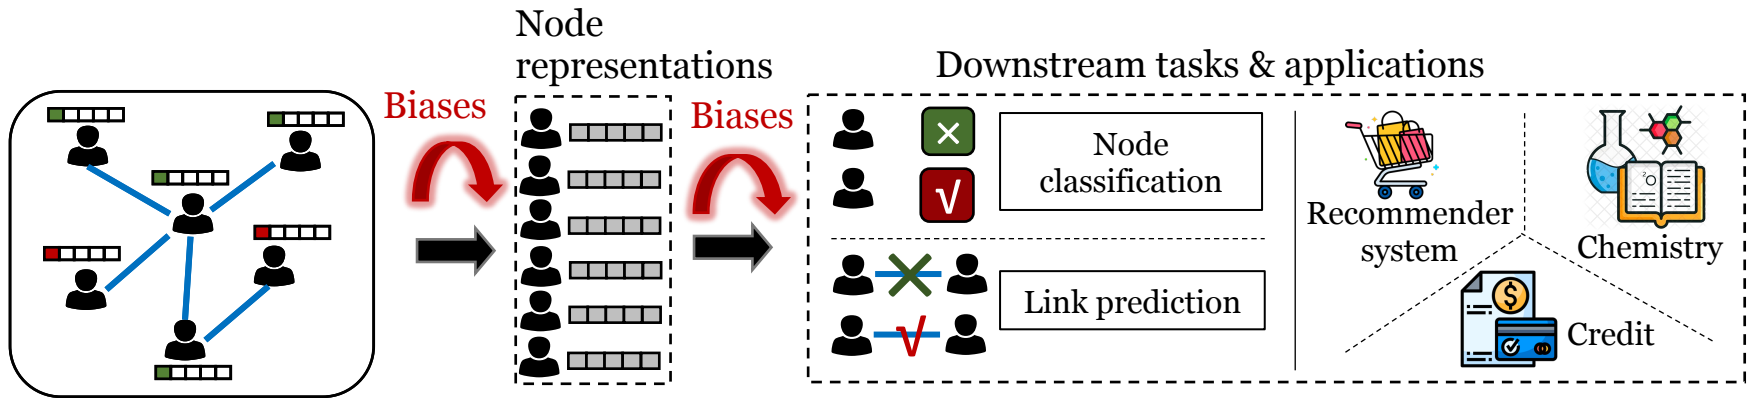 Node
representations
Downstream tasks & applications
Biases
Biases
Node
classification
Link prediction
Recommender
system
Chemistry
Credit